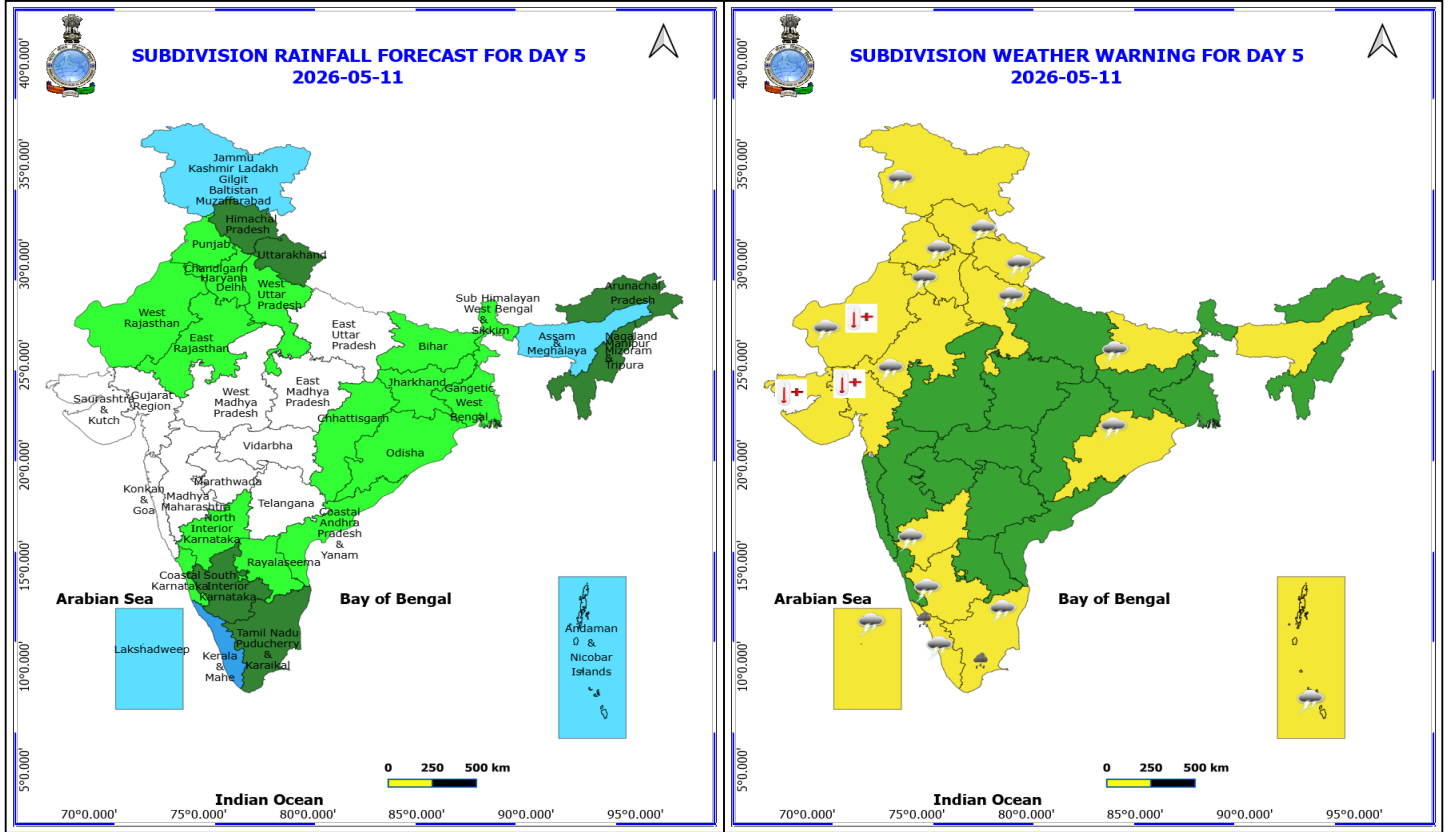 SUBDIVISION RAINFALL FORECAST FOR DAY 5
2026-05-11
40°0.000'
35°0.000'
30°0.000'
25°0.000'
20°0.000'
15°0.000'
10°0.000'
5°0.000'
Jammu
Kashmir Ladakh
Gilgit
Baltistan
Muzaffarabad
Himachal
Pradesh
Punjab
Uttarakhand
Chandigarh
Haryana
Delhi
West
Uttar
Pradesh
West
Rajasthan
East
Rajasthan
East
Uttar
Pradesh
Sub Himalayan
West Bengal
&
Sikkim
Arunachal
Pradesh
Assam
&
Meghalaya
Nagaland
Manipur
Mizoram
&
Tripura
Bihar
Jharkhand
Gangetic
West
Bengal
Saurashtra
&
Kutch
Gujarat
Region
West
Madhya
Pradesh
East
Madhya
Pradesh
Chhattisgarh
Odisha
Vidarbha
Konkan
&
Goa
Madhya
Maharashtra
Marathwada
Telangana
North
Interior
Karnataka
Coastal
Andhra
Pradesh
&
Yanam
Rayalaseema
Coastal
Karnataka
South
Interior
Karnataka
Tamil Nadu
Puducherry
&
Karaikal
Kerala
&
Mahe
Lakshadweep
Andaman
&
Nicobar
Islands
Arabian Sea
Bay of Bengal
Indian Ocean
0 250 500 km
70°0.000' 75°0.000' 80°0.000' 85°0.000' 90°0.000' 95°0.000'
SUBDIVISION WEATHER WARNING FOR DAY 5
2026-05-11
40°0.000'
35°0.000'
30°0.000'
25°0.000'
20°0.000'
15°0.000'
10°0.000'
5°0.000'
Arabian Sea
Bay of Bengal
Indian Ocean
0 250 500 km
70°0.000' 75°0.000' 80°0.000' 85°0.000' 90°0.000' 95°0.000'